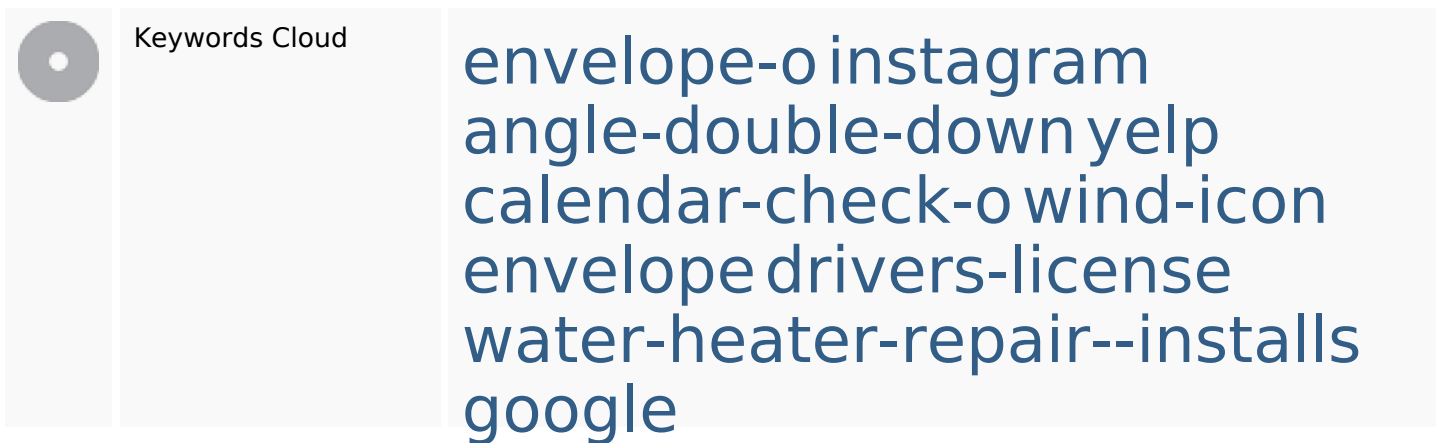 Keywords Cloud
envelope-o instagram
angle-double-down yelp
calendar-check-o wind-icon
envelope drivers-license
water-heater-repair--installs
google